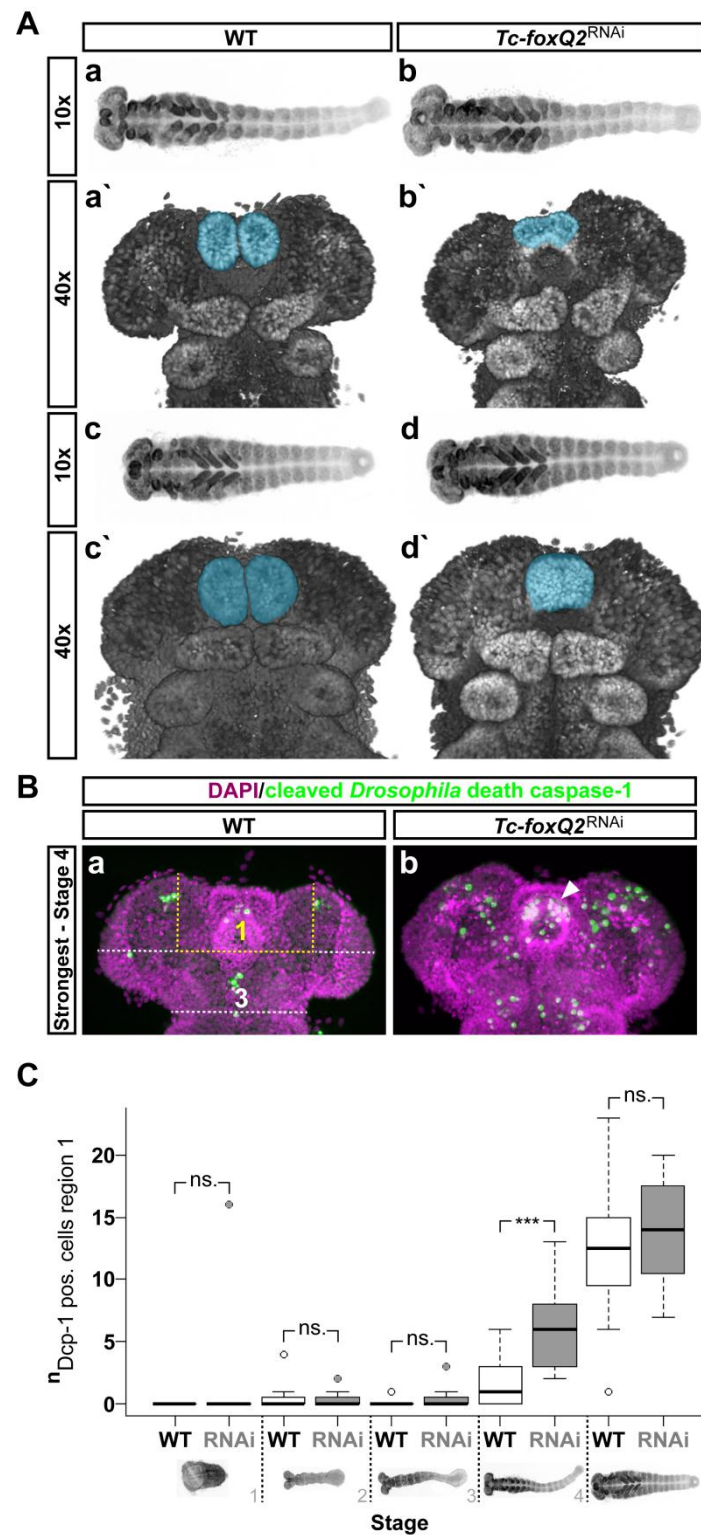 A
WT
Tc-foxQ2RNAi
10x
a
b
40x
a`
b`
10x
c
d
40x
c`
d`
B
DAPI/cleaved Drosophila death caspase-1
WT
Tc-foxQ2RNAi
Strongest - Stage 4
a
1
3
b
C
nDcp-1 pos. cells region 1
20
15
10
5
0
ns.
ns.
ns.
***
ns.
WT RNAi WT RNAi WT RNAi WT RNAi WT RNAi
1 2 3 4
Stage